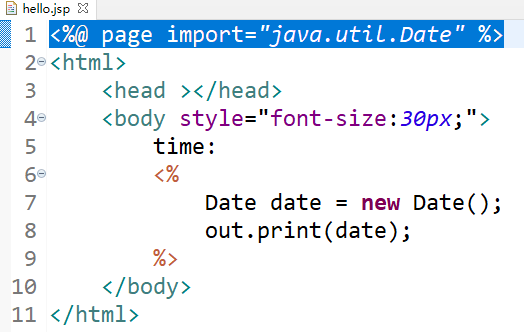 hello.jsp
1 <%@ page import="java.util.Date" %>
2 <html>
3     <head ></head>
4     <body style="font-size:30px;">
5         time:
6         <%
7             Date date = new Date();
8             out.print(date);
9         %>
10     </body>
11 </html>